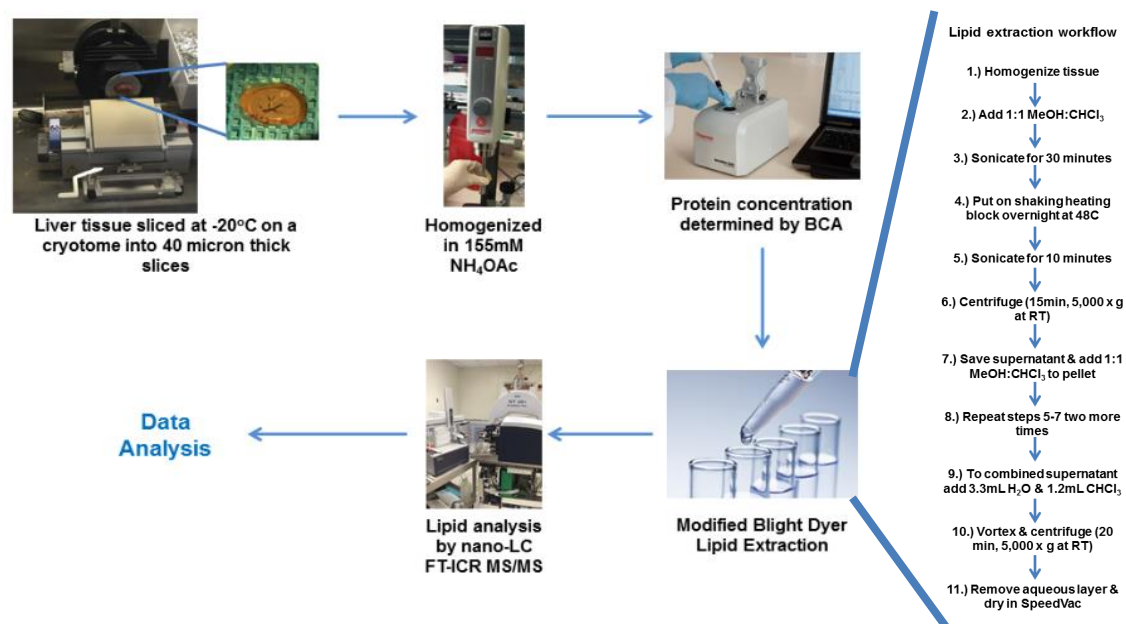 Liver tissue sliced at -20°C on a
cryotome into 40 micron thick
slices
Homogenized
in 155mM
NH₄OAc
Protein concentration
determined by BCA
Modified Blight Dyer
Lipid Extraction
Lipid analysis
by nano-LC
FT-ICR MS/MS
Data
Analysis
Lipid extraction workflow
1.) Homogenize tissue
2.) Add 1:1 MeOH:CHCl₃
3.) Sonicate for 30 minutes
4.) Put on shaking heating
block overnight at 48C
5.) Sonicate for 10 minutes
6.) Centrifuge (15min, 5,000 x g
at RT)
7.) Save supernatant & add 1:1
MeOH:CHCl₃ to pellet
8.) Repeat steps 5-7 two more
times
9.) To combined supernatant
add 3.3mL H₂O & 1.2mL CHCl₃
10.) Vortex & centrifuge (20
min, 5,000 x g at RT)
11.) Remove aqueous layer &
dry in SpeedVac